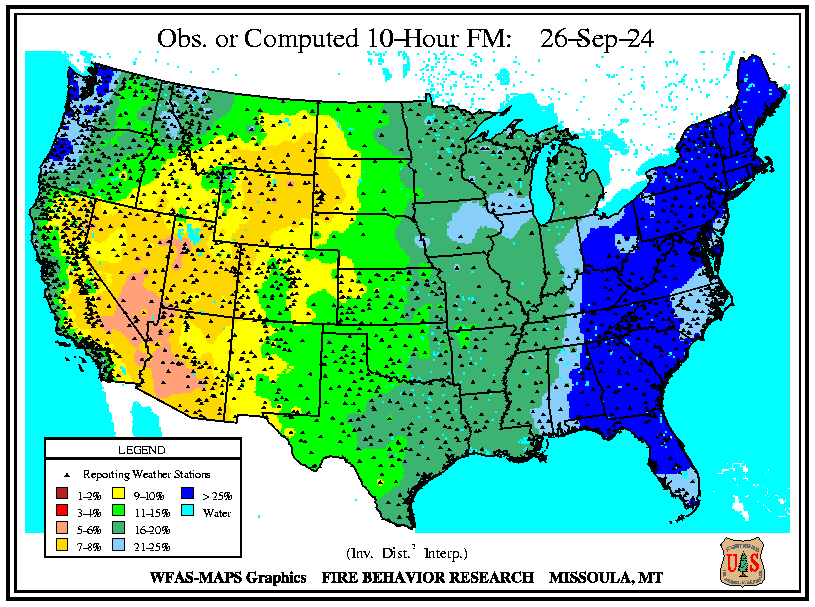 Obs. or Computed 10-Hour FM: 26-Sep-24
LEGEND
Reporting Weather Stations
1-2% 9-10% > 25%
3-4% 11-15% Water
5-6% 16-20%
7-8% 21-25%
(Inv. Dist.² Interp.)
WFAS-MAPS Graphics FIRE BEHAVIOR RESEARCH MISSOULA, MT
U S